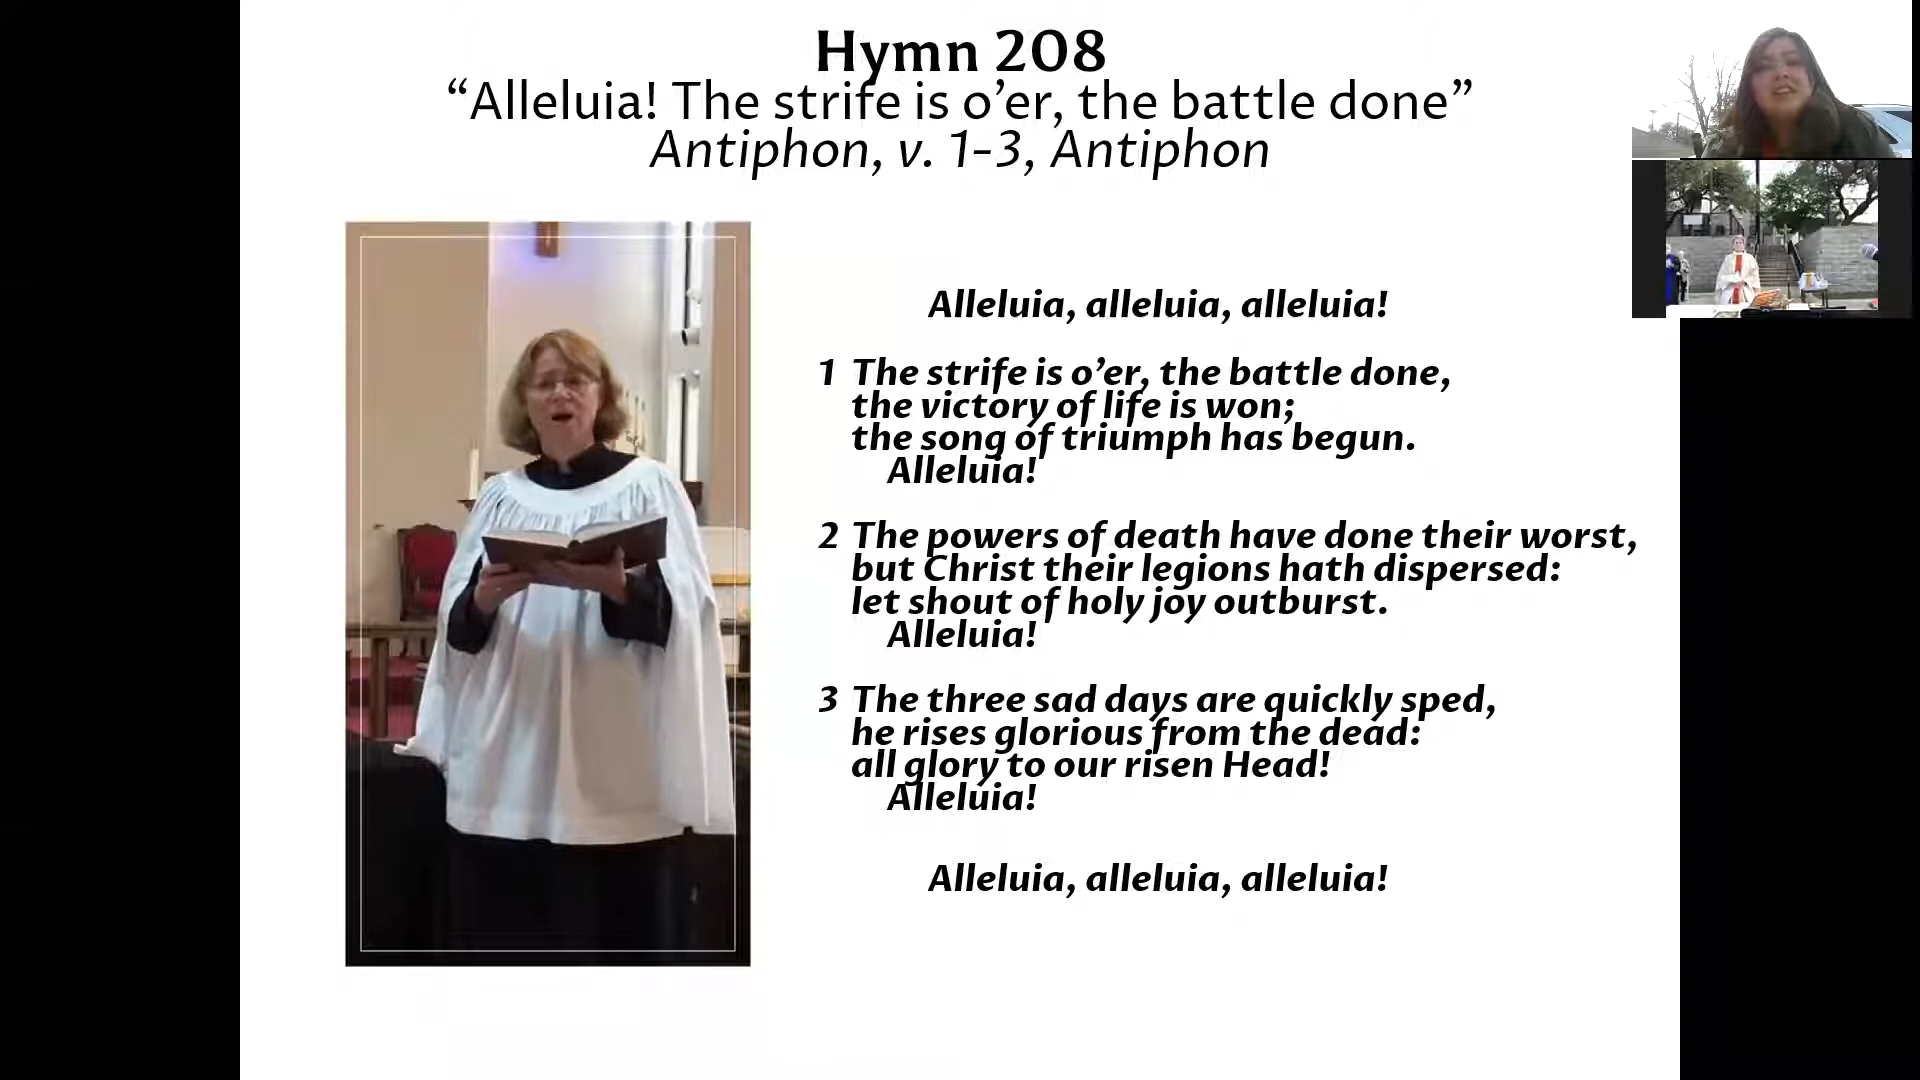 Hymn 208
“Alleluia! The strife is o’er, the battle done”
Antiphon, v. 1-3, Antiphon
Alleluia, alleluia, alleluia!
1 The strife is o’er, the battle done,
the victory of life is won;
the song of triumph has begun.
Alleluia!
2 The powers of death have done their worst,
but Christ their legions hath dispersed:
let shout of holy joy outburst.
Alleluia!
3 The three sad days are quickly sped,
he rises glorious from the dead:
all glory to our risen Head!
Alleluia!
Alleluia, alleluia, alleluia!